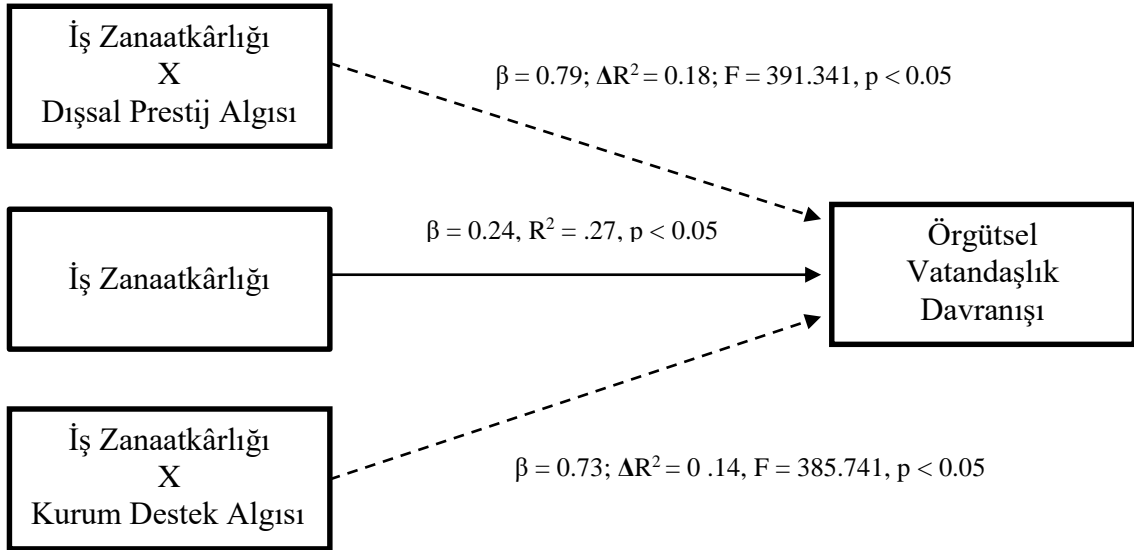 İş Zanaatkârlığı
X
Dışsal Prestij Algısı
β = 0.79; ΔR² = 0.18; F = 391.341, p < 0.05
İş Zanaatkârlığı
β = 0.24, R² = .27, p < 0.05
Örgütsel
Vatandaşlık
Davranışı
İş Zanaatkârlığı
X
Kurum Destek Algısı
β = 0.73; ΔR² = 0 .14, F = 385.741, p < 0.05